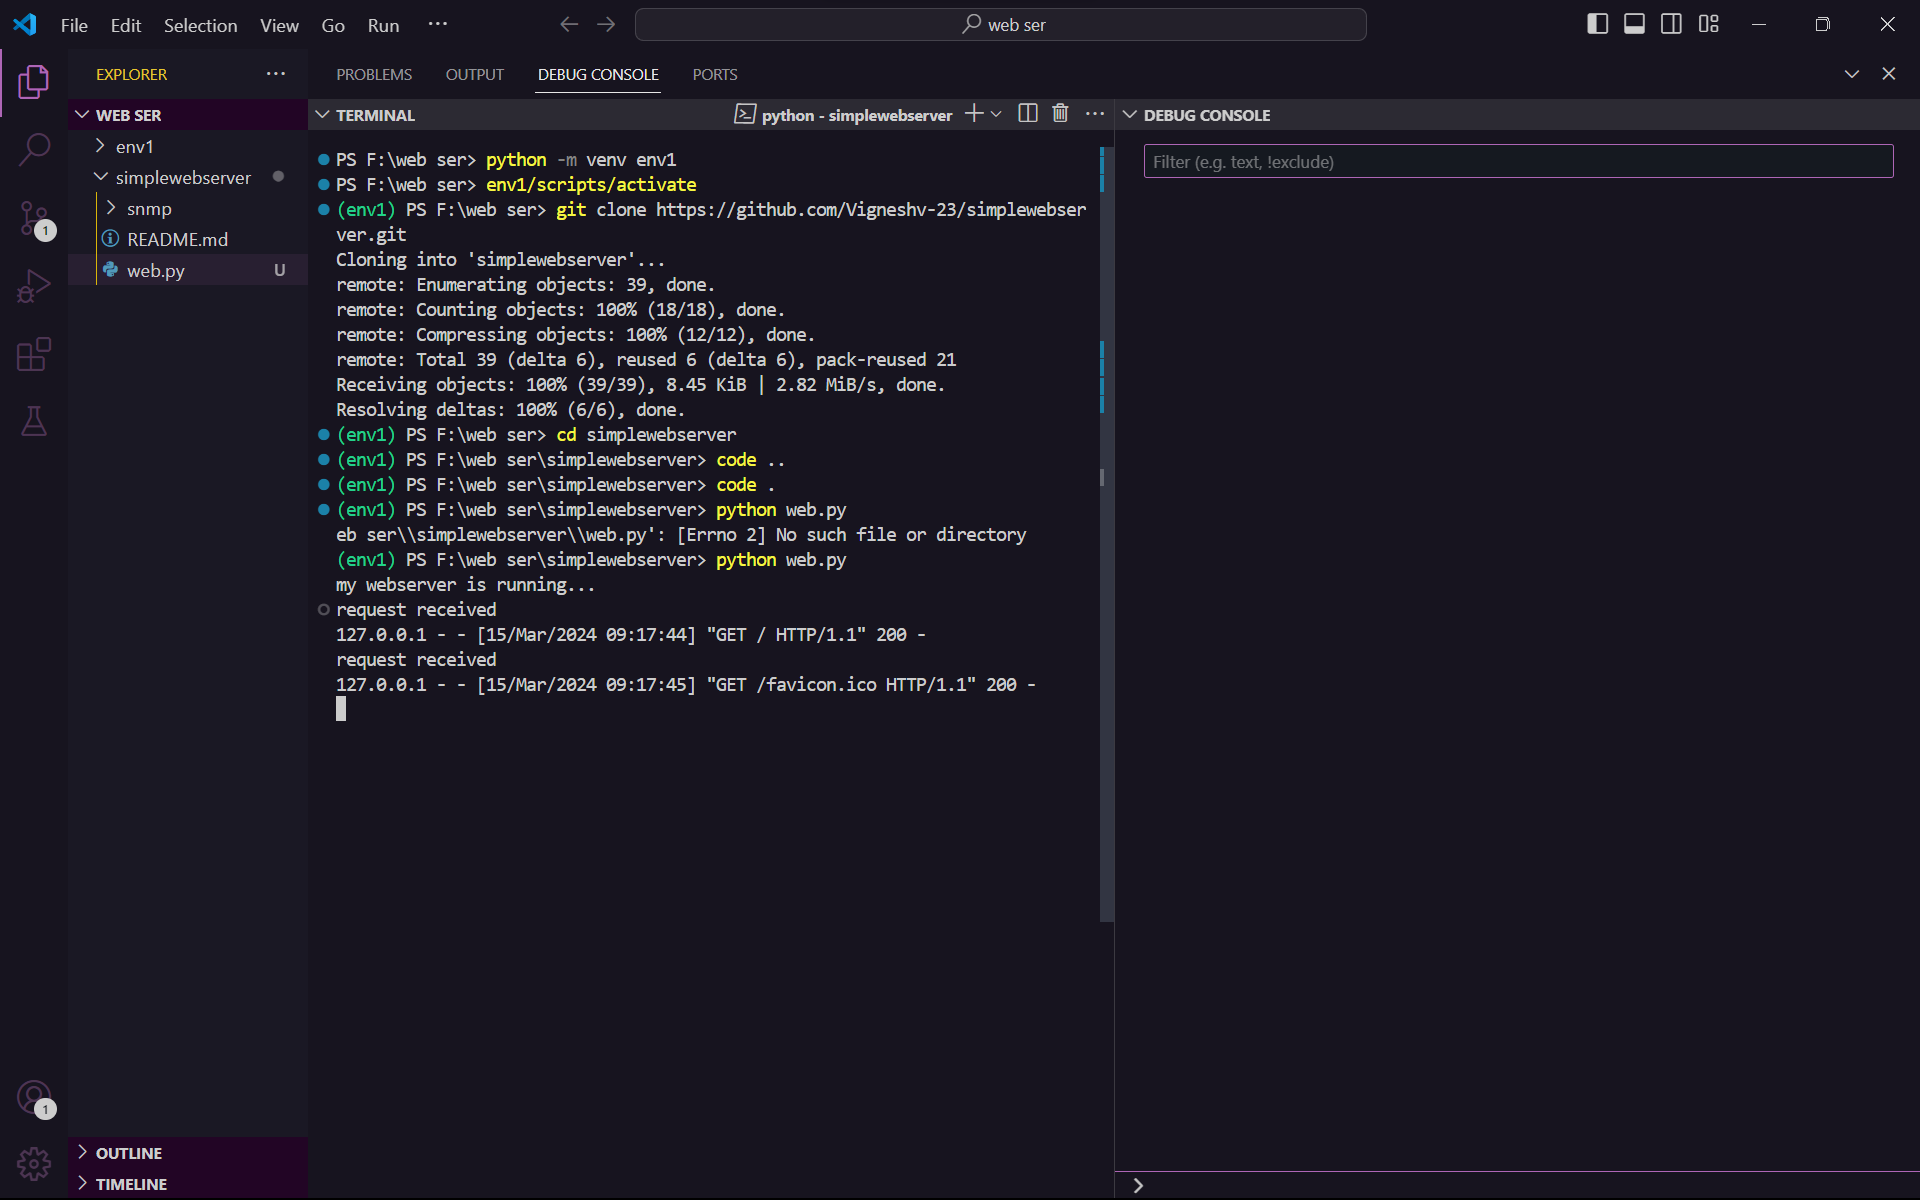 File Edit Selection View Go Run ··· web ser
EXPLORER ··· PROBLEMS OUTPUT DEBUG CONSOLE PORTS
WEB SER
env1
simplewebserver
snmp
README.md
web.py U
OUTLINE
TIMELINE
1
1
TERMINAL python - simplewebserver ···
PS F:\web ser> python -m venv env1
PS F:\web ser> env1/scripts/activate
(env1) PS F:\web ser> git clone https://github.com/Vigneshv-23/simplewebser
ver.git
Cloning into 'simplewebserver'...
remote: Enumerating objects: 39, done.
remote: Counting objects: 100% (18/18), done.
remote: Compressing objects: 100% (12/12), done.
remote: Total 39 (delta 6), reused 6 (delta 6), pack-reused 21
Receiving objects: 100% (39/39), 8.45 KiB | 2.82 MiB/s, done.
Resolving deltas: 100% (6/6), done.
(env1) PS F:\web ser> cd simplewebserver
(env1) PS F:\web ser\simplewebserver> code ..
(env1) PS F:\web ser\simplewebserver> code .
(env1) PS F:\web ser\simplewebserver> python web.py
eb ser\\simplewebserver\\web.py': [Errno 2] No such file or directory
(env1) PS F:\web ser\simplewebserver> python web.py
my webserver is running...
request received
127.0.0.1 - - [15/Mar/2024 09:17:44] "GET / HTTP/1.1" 200 -
request received
127.0.0.1 - - [15/Mar/2024 09:17:45] "GET /favicon.ico HTTP/1.1" 200 -
DEBUG CONSOLE
Filter (e.g. text, !exclude)